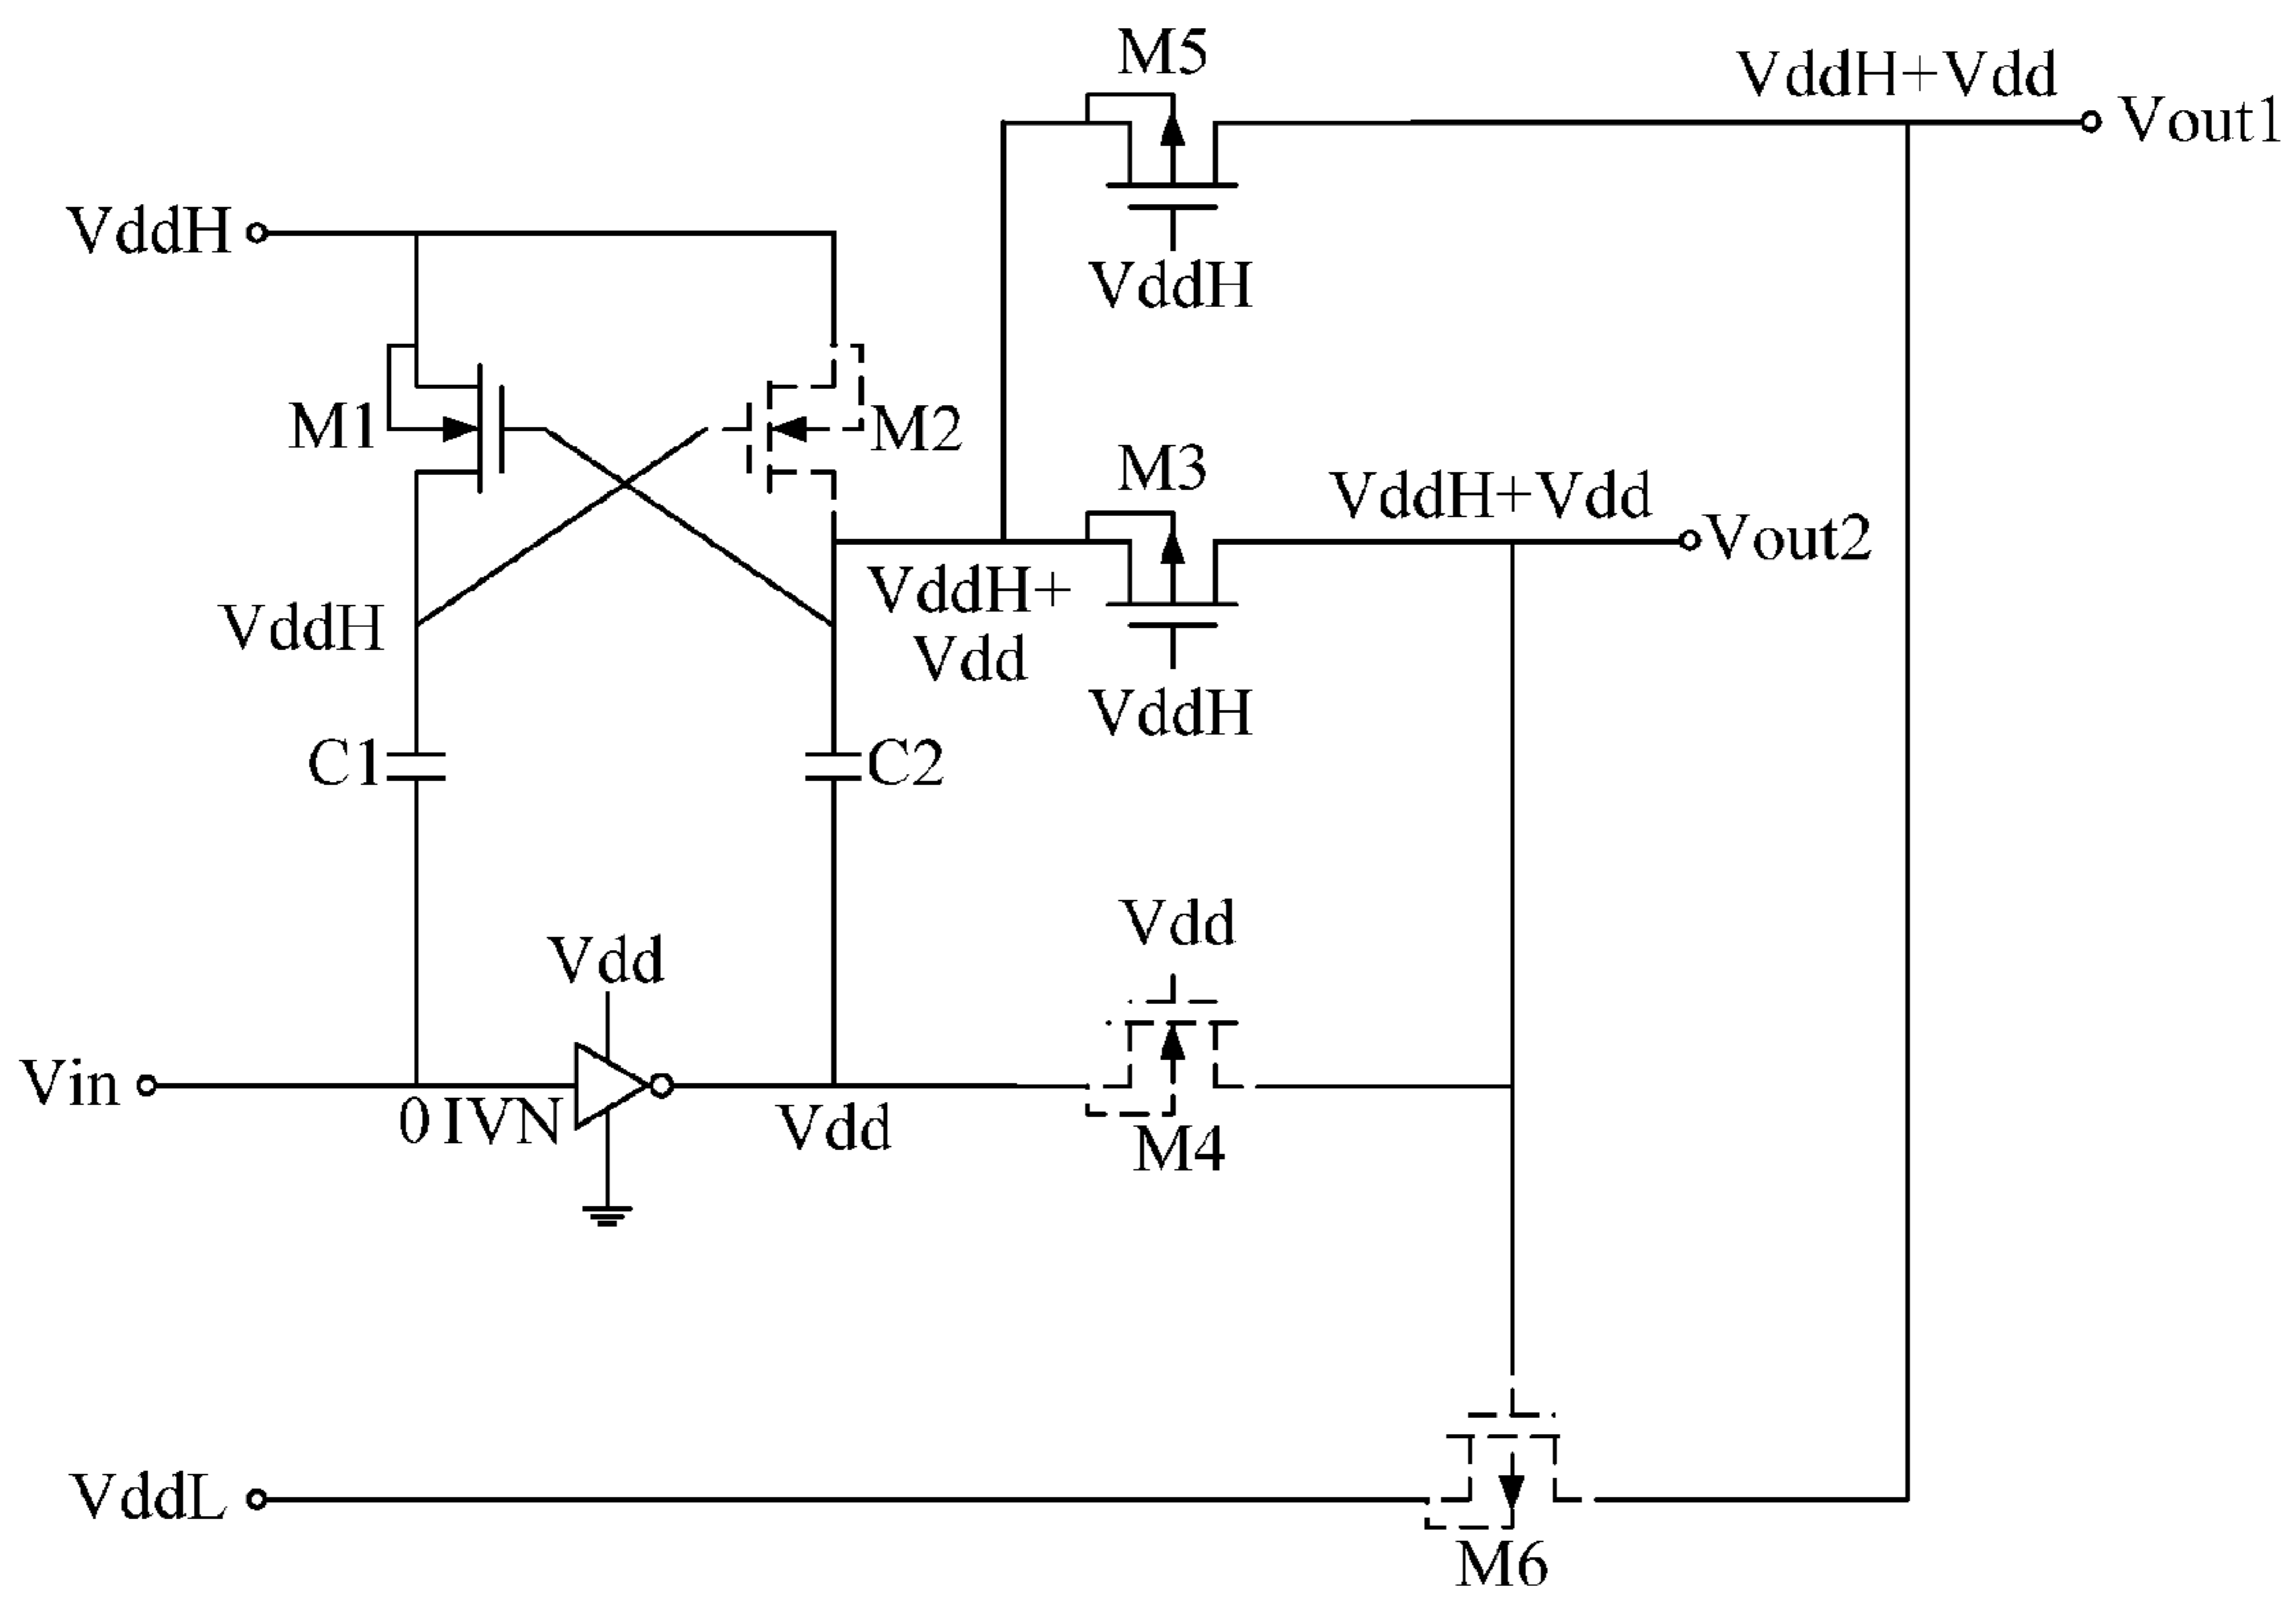 M5
VddH+Vdd
Vout1
VddH
VddH
M1
M2
M3
VddH+Vdd
Vout2
VddH+
Vdd
VddH
VddH
C1
C2
Vdd
Vdd
Vin
0 IVN
Vdd
M4
VddL
M6